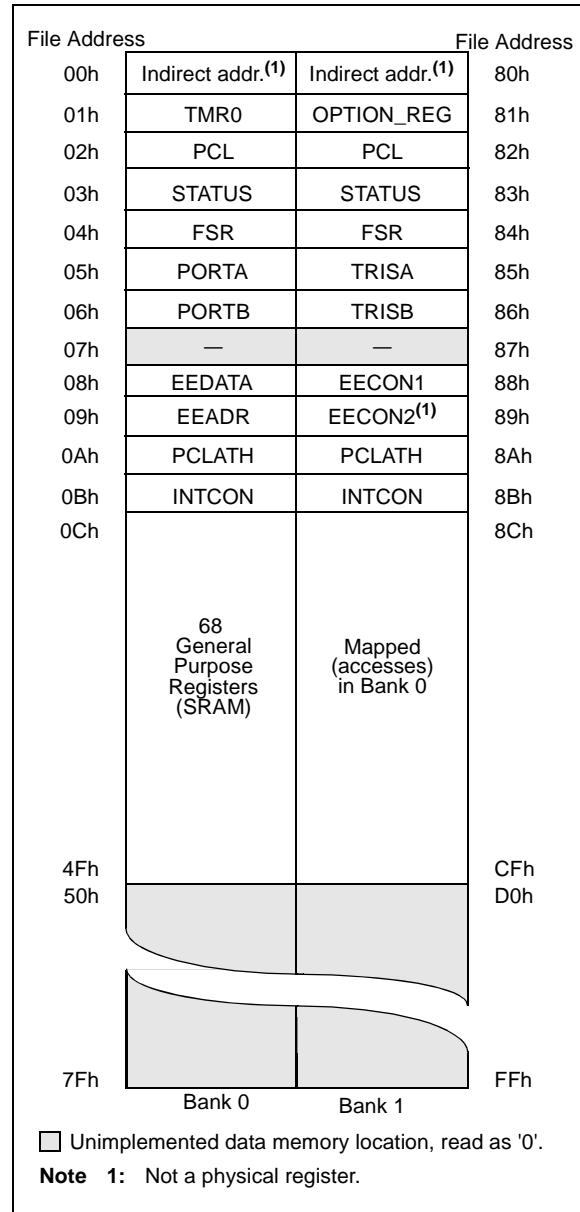 File Address File Address
00h Indirect addr.(1) Indirect addr.(1) 80h
01h TMR0 OPTION_REG 81h
02h PCL PCL 82h
03h STATUS STATUS 83h
04h FSR FSR 84h
05h PORTA TRISA 85h
06h PORTB TRISB 86h
07h — — 87h
08h EEDATA EECON1 88h
09h EEADR EECON2(1) 89h
0Ah PCLATH PCLATH 8Ah
0Bh INTCON INTCON 8Bh
0Ch 8Ch
68
General
Purpose
Registers
(SRAM)
Mapped
(accesses)
in Bank 0
4Fh CFh
50h D0h
7Fh FFh
Bank 0 Bank 1
Unimplemented data memory location, read as '0'.
Note 1: Not a physical register.